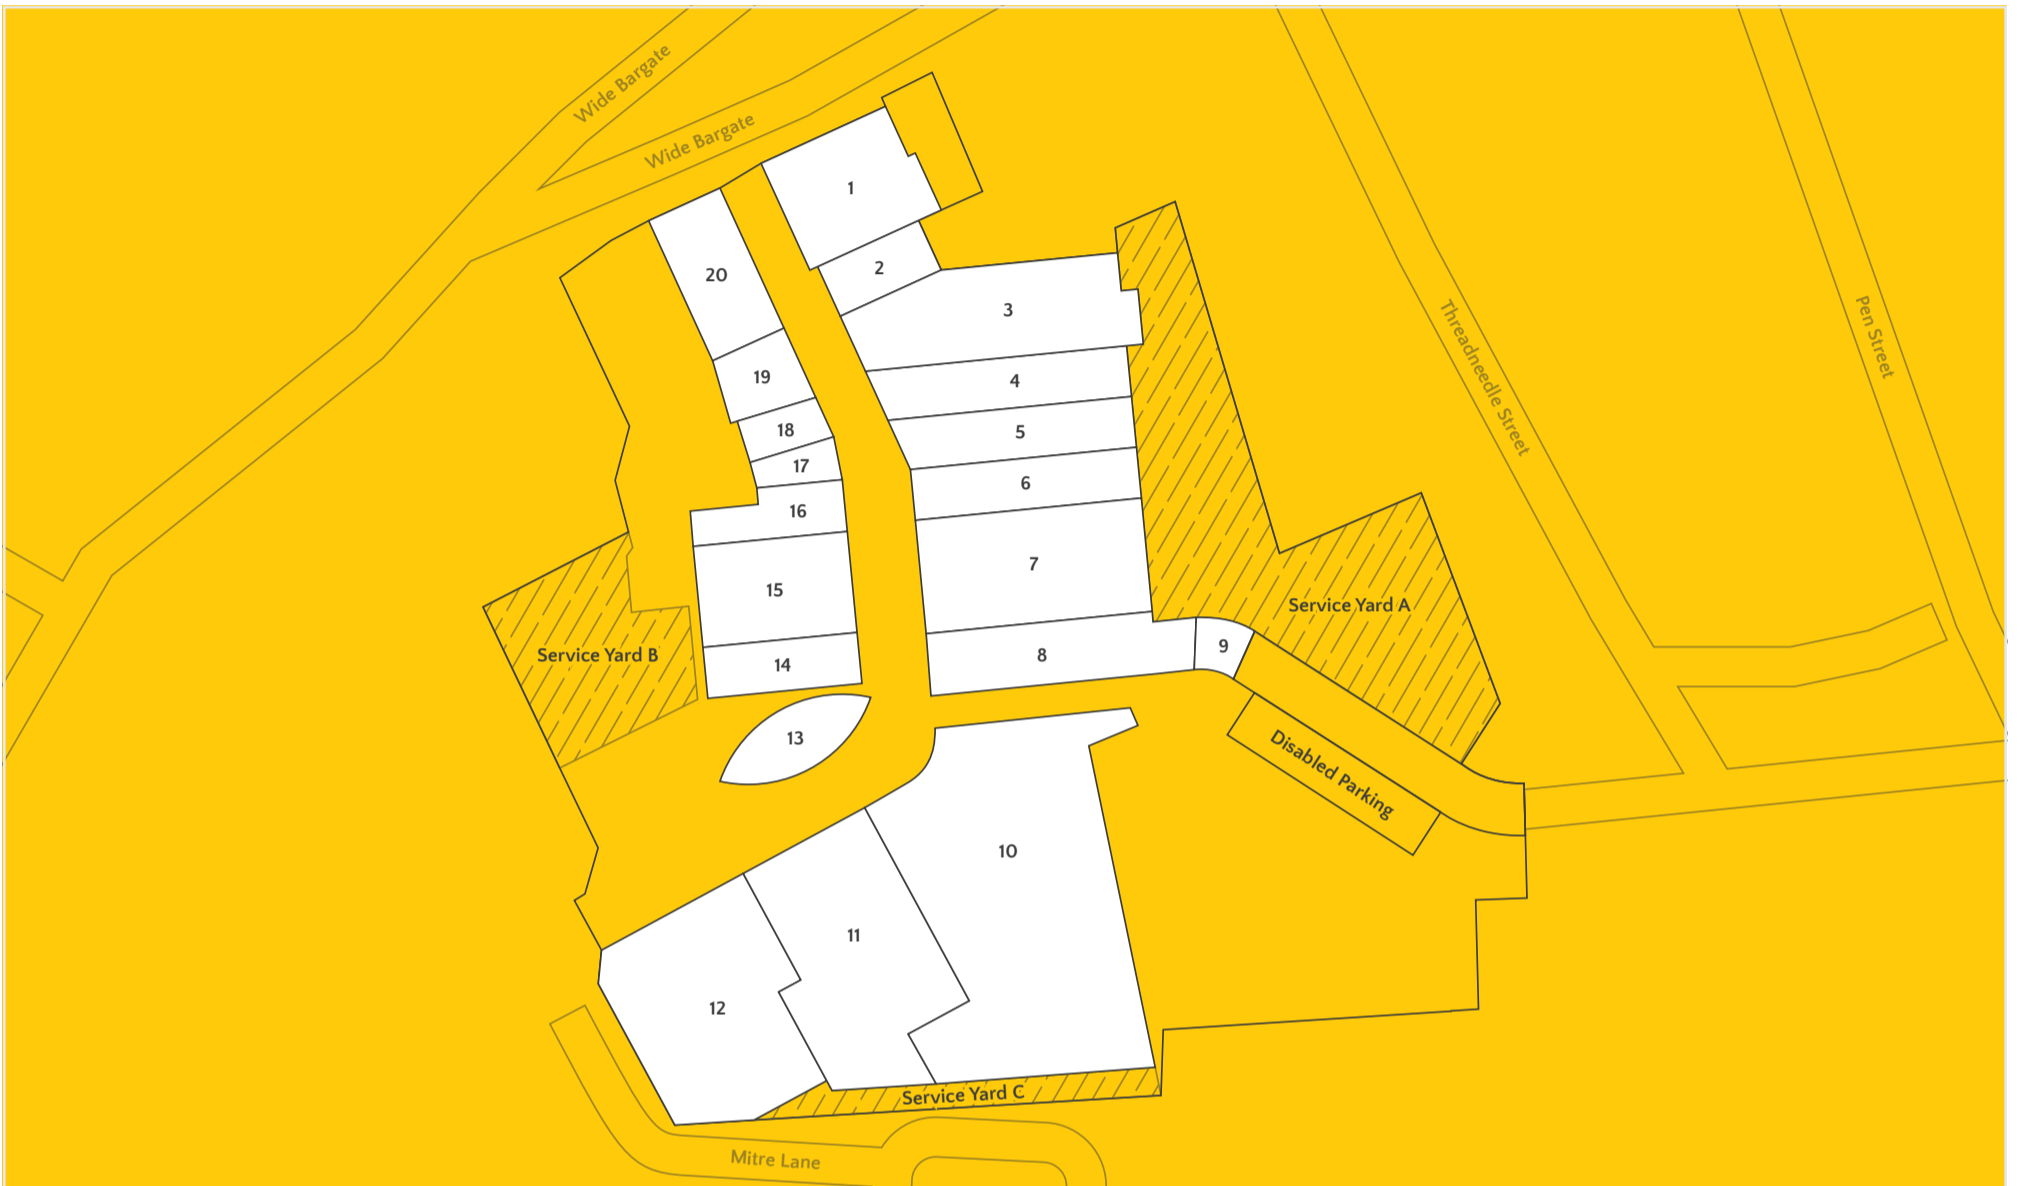 Wide Bargate
Wide Bargate
1
20
2
3
Threadneedle Street
Pen Street
19
4
18
5
17
6
16
7
15
Service Yard A
Service Yard B
14
8
9
13
Disabled Parking
10
11
12
Service Yard C
Mitre Lane